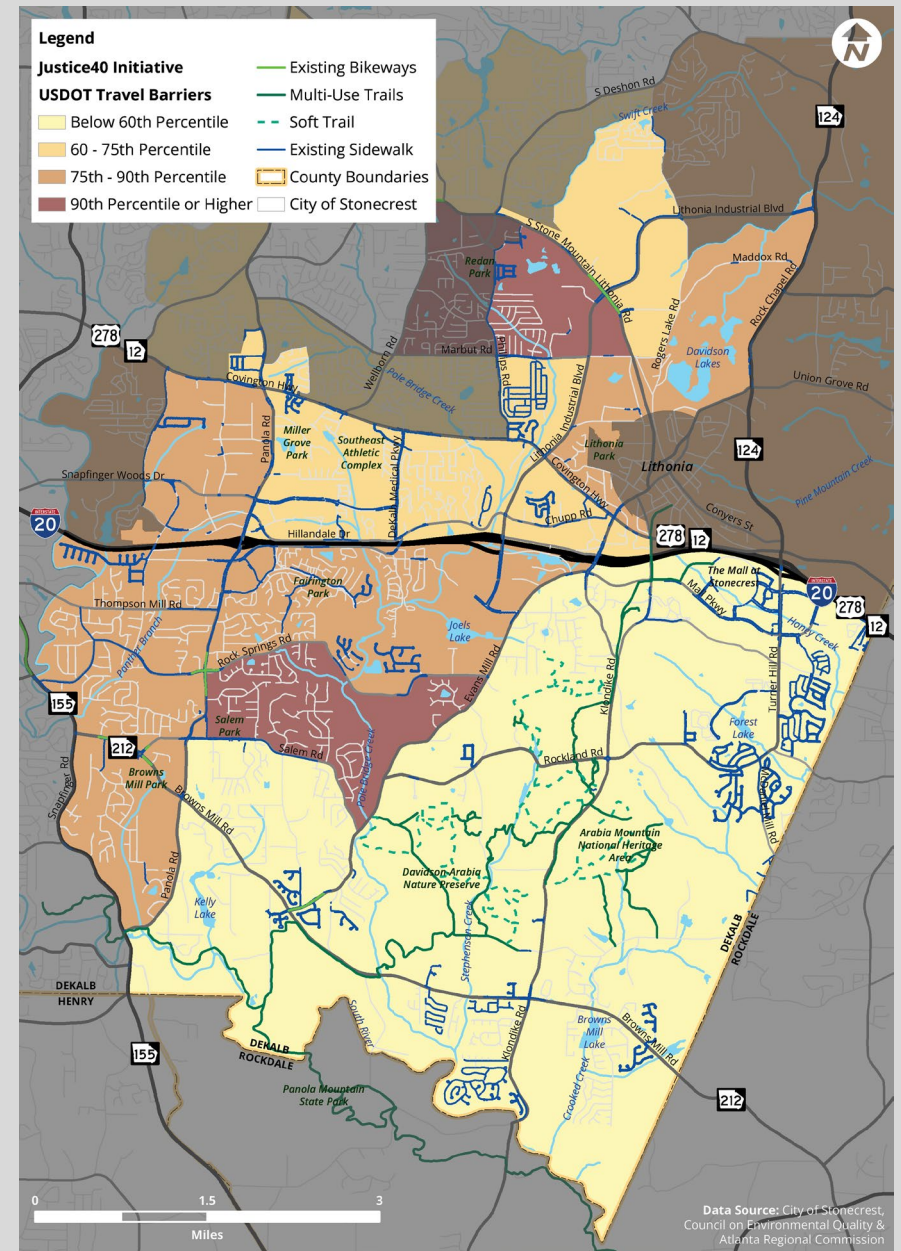 Legend
Justice40 Initiative
USDOT Travel Barriers
Below 60th Percentile
60 - 75th Percentile
75th - 90th Percentile
90th Percentile or Higher
Existing Bikeways
Multi-Use Trails
Soft Trail
Existing Sidewalk
County Boundaries
City of Stonecrest
N
S Deshon Rd
Swift Creek
124
Lithonia Industrial Blvd
S Stone Mountain Lithonia Rd
Redan
Park
Maddox Rd
Rock Chapel Rd
Rogers Lake Rd
278
12
Wellborn Rd
Marbut Rd
Phillips Rd
Davidson
Lakes
Union Grove Rd
Covington Hwy
Pole Bridge Creek
Lithonia Industrial Blvd
Panola Rd
Miller
Grove
Park
Southeast
Athletic
Complex
DeKalb Medical Pkwy
Lithonia
Park
Lithonia
124
Snapfinger Woods Dr
Covington Hwy
Pine Mountain Creek
INTERSTATE
20
Chupp Rd
Conyers St
Hillandale Dr
278
12
The Mall at
Stonecrest
INTERSTATE
20
Mall Pkwy
278
12
Fairington
Park
Thompson Mill Rd
Panther Branch
Joels
Lake
Honey Creek
Rock Springs Rd
Evans Mill Rd
Klondike Rd
Turner Hill Rd
155
Salem
Park
Forest
Lake
212
Salem Rd
Pole Bridge Creek
Rockland Rd
Browns
Mill Park
Snapfinger Rd
Browns Mill Rd
Arabia Mountain
National Heritage
Area
Panola Rd
Davidson-Arabia
Nature Preserve
Kelly
Lake
Stephenson Creek
DEKALB
ROCKDALE
DEKALB
HENRY
South River
Klondike Rd
Browns
Mill
Lake
Browns Mill Rd
DEKALB
ROCKDALE
155
Panola Mountain
State Park
Crooked Creek
212
0
1.5
3
Miles
Data Source: City of Stonecrest,
Council on Environmental Quality &
Atlanta Regional Commission